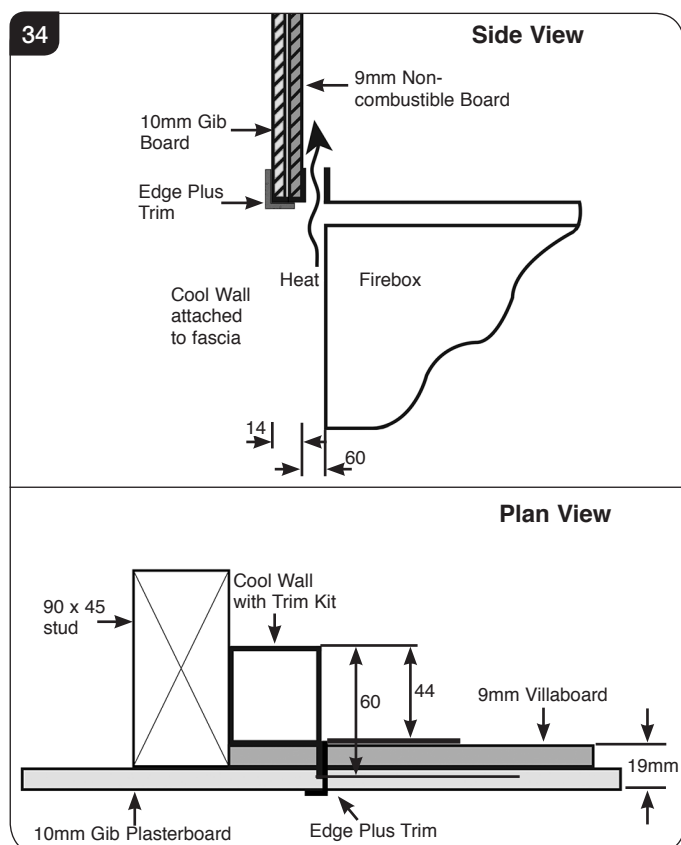 34
Side View
9mm Non-
combustible Board
10mm Gib
Board
Edge Plus
Trim
Heat
Firebox
Cool Wall
attached
to fascia
14
60
Plan View
Cool Wall
with Trim Kit
90 x 45
stud
60
44
9mm Villaboard
19mm
10mm Gib Plasterboard
Edge Plus Trim